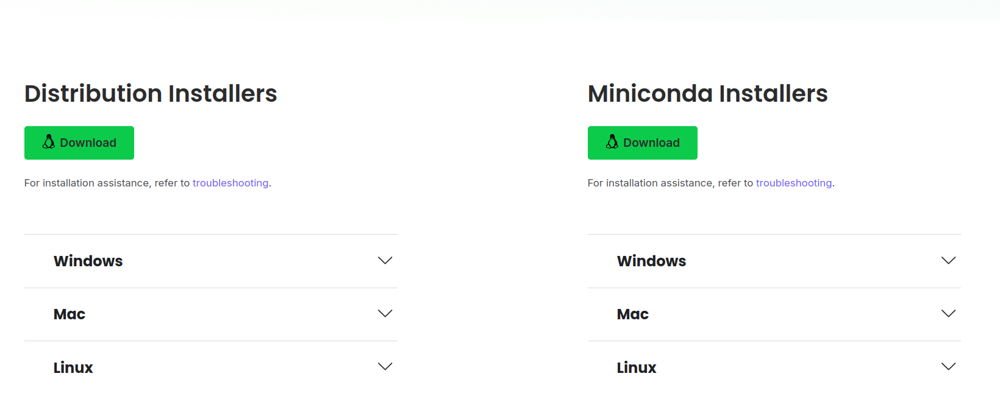 Distribution Installers
Download
For installation assistance, refer to troubleshooting.
Windows
Mac
Linux
Miniconda Installers
Download
For installation assistance, refer to troubleshooting.
Windows
Mac
Linux